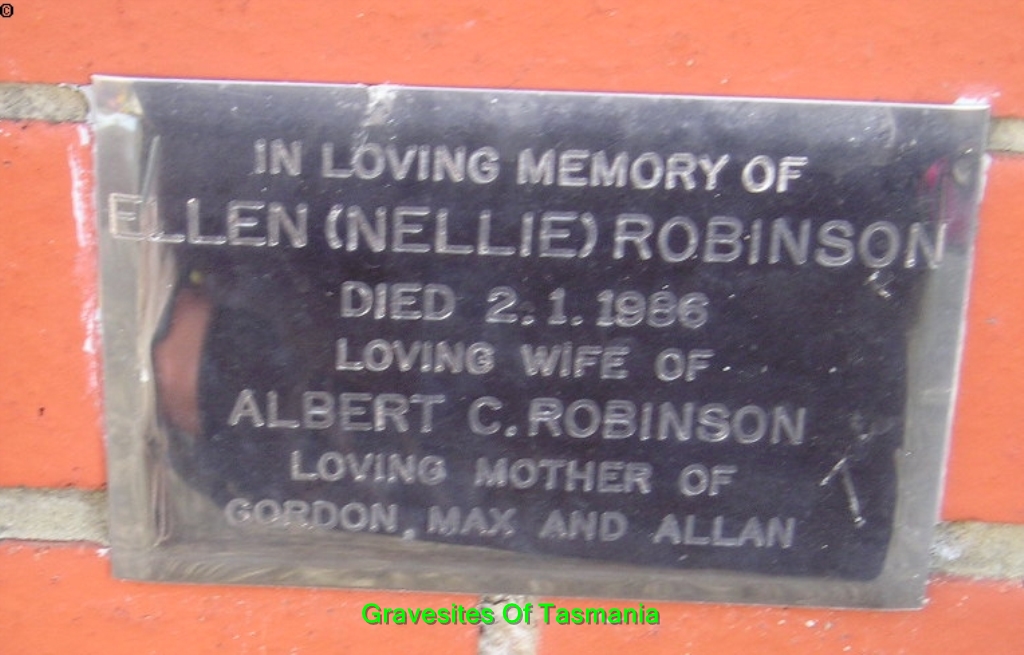 ©
IN LOVING MEMORY OF
ELLEN (NELLIE) ROBINSON
DIED 2.1.1986
LOVING WIFE OF
ALBERT C. ROBINSON
LOVING MOTHER OF
GORDON, MAX AND ALLAN
Gravesites Of Tasmania